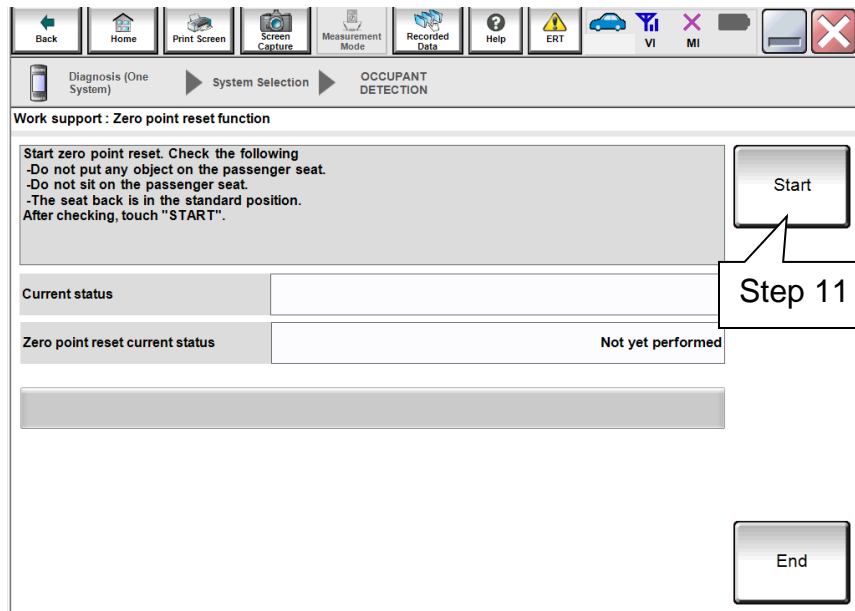 Back
Home
Print Screen
Screen
Capture
Measurement
Mode
Recorded
Data
Help
ERT
VI
MI
Diagnosis (One
System)
System Selection
OCCUPANT
DETECTION
Work support : Zero point reset function
Start zero point reset. Check the following
-Do not put any object on the passenger seat.
-Do not sit on the passenger seat.
-The seat back is in the standard position.
After checking, touch "START".
Start
Step 11
Current status
Zero point reset current status
Not yet performed
End